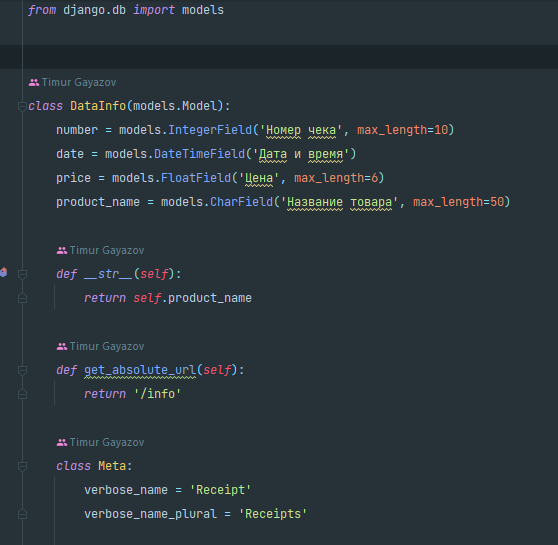 from django.db import models
Timur Gayazov
class DataInfo(models.Model):
number = models.IntegerField('Номер чека', max_length=10)
date = models.DateTimeField('Дата и время')
price = models.FloatField('Цена', max_length=6)
product_name = models.CharField('Название товара', max_length=50)
Timur Gayazov
def __str__(self):
return self.product_name
Timur Gayazov
def get_absolute_url(self):
return '/info'
Timur Gayazov
class Meta:
verbose_name = 'Receipt'
verbose_name_plural = 'Receipts'